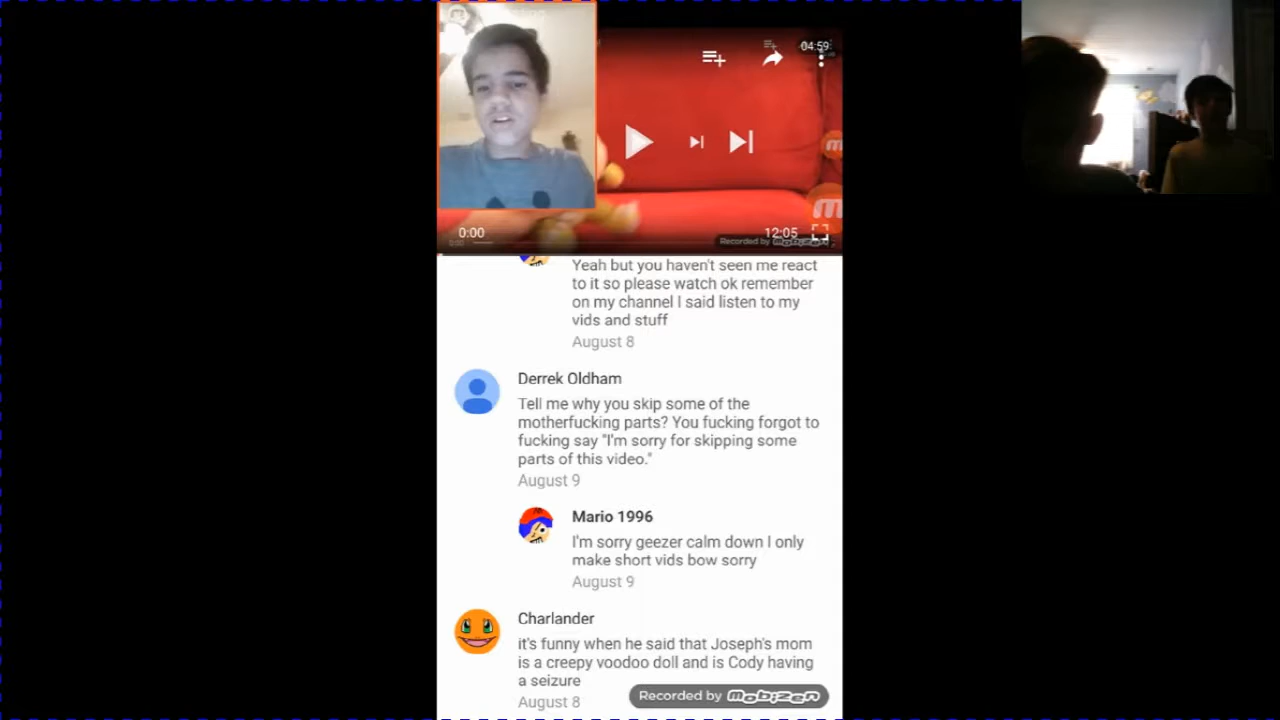 04:59
0:00
12:05
0:00
Recorded by mobizen
Yeah but you haven't seen me react
to it so please watch ok remember
on my channel I said listen to my
vids and stuff
August 8
Derrek Oldham
Tell me why you skip some of the
motherfucking parts? You fucking forgot to
fucking say "I'm sorry for skipping some
parts of this video."
August 9
Mario 1996
I'm sorry geezer calm down I only
make short vids bow sorry
August 9
Charlander
it's funny when he said that Joseph's mom
is a creepy voodoo doll and is Cody having
a seizure
August 8
Recorded by mobizen